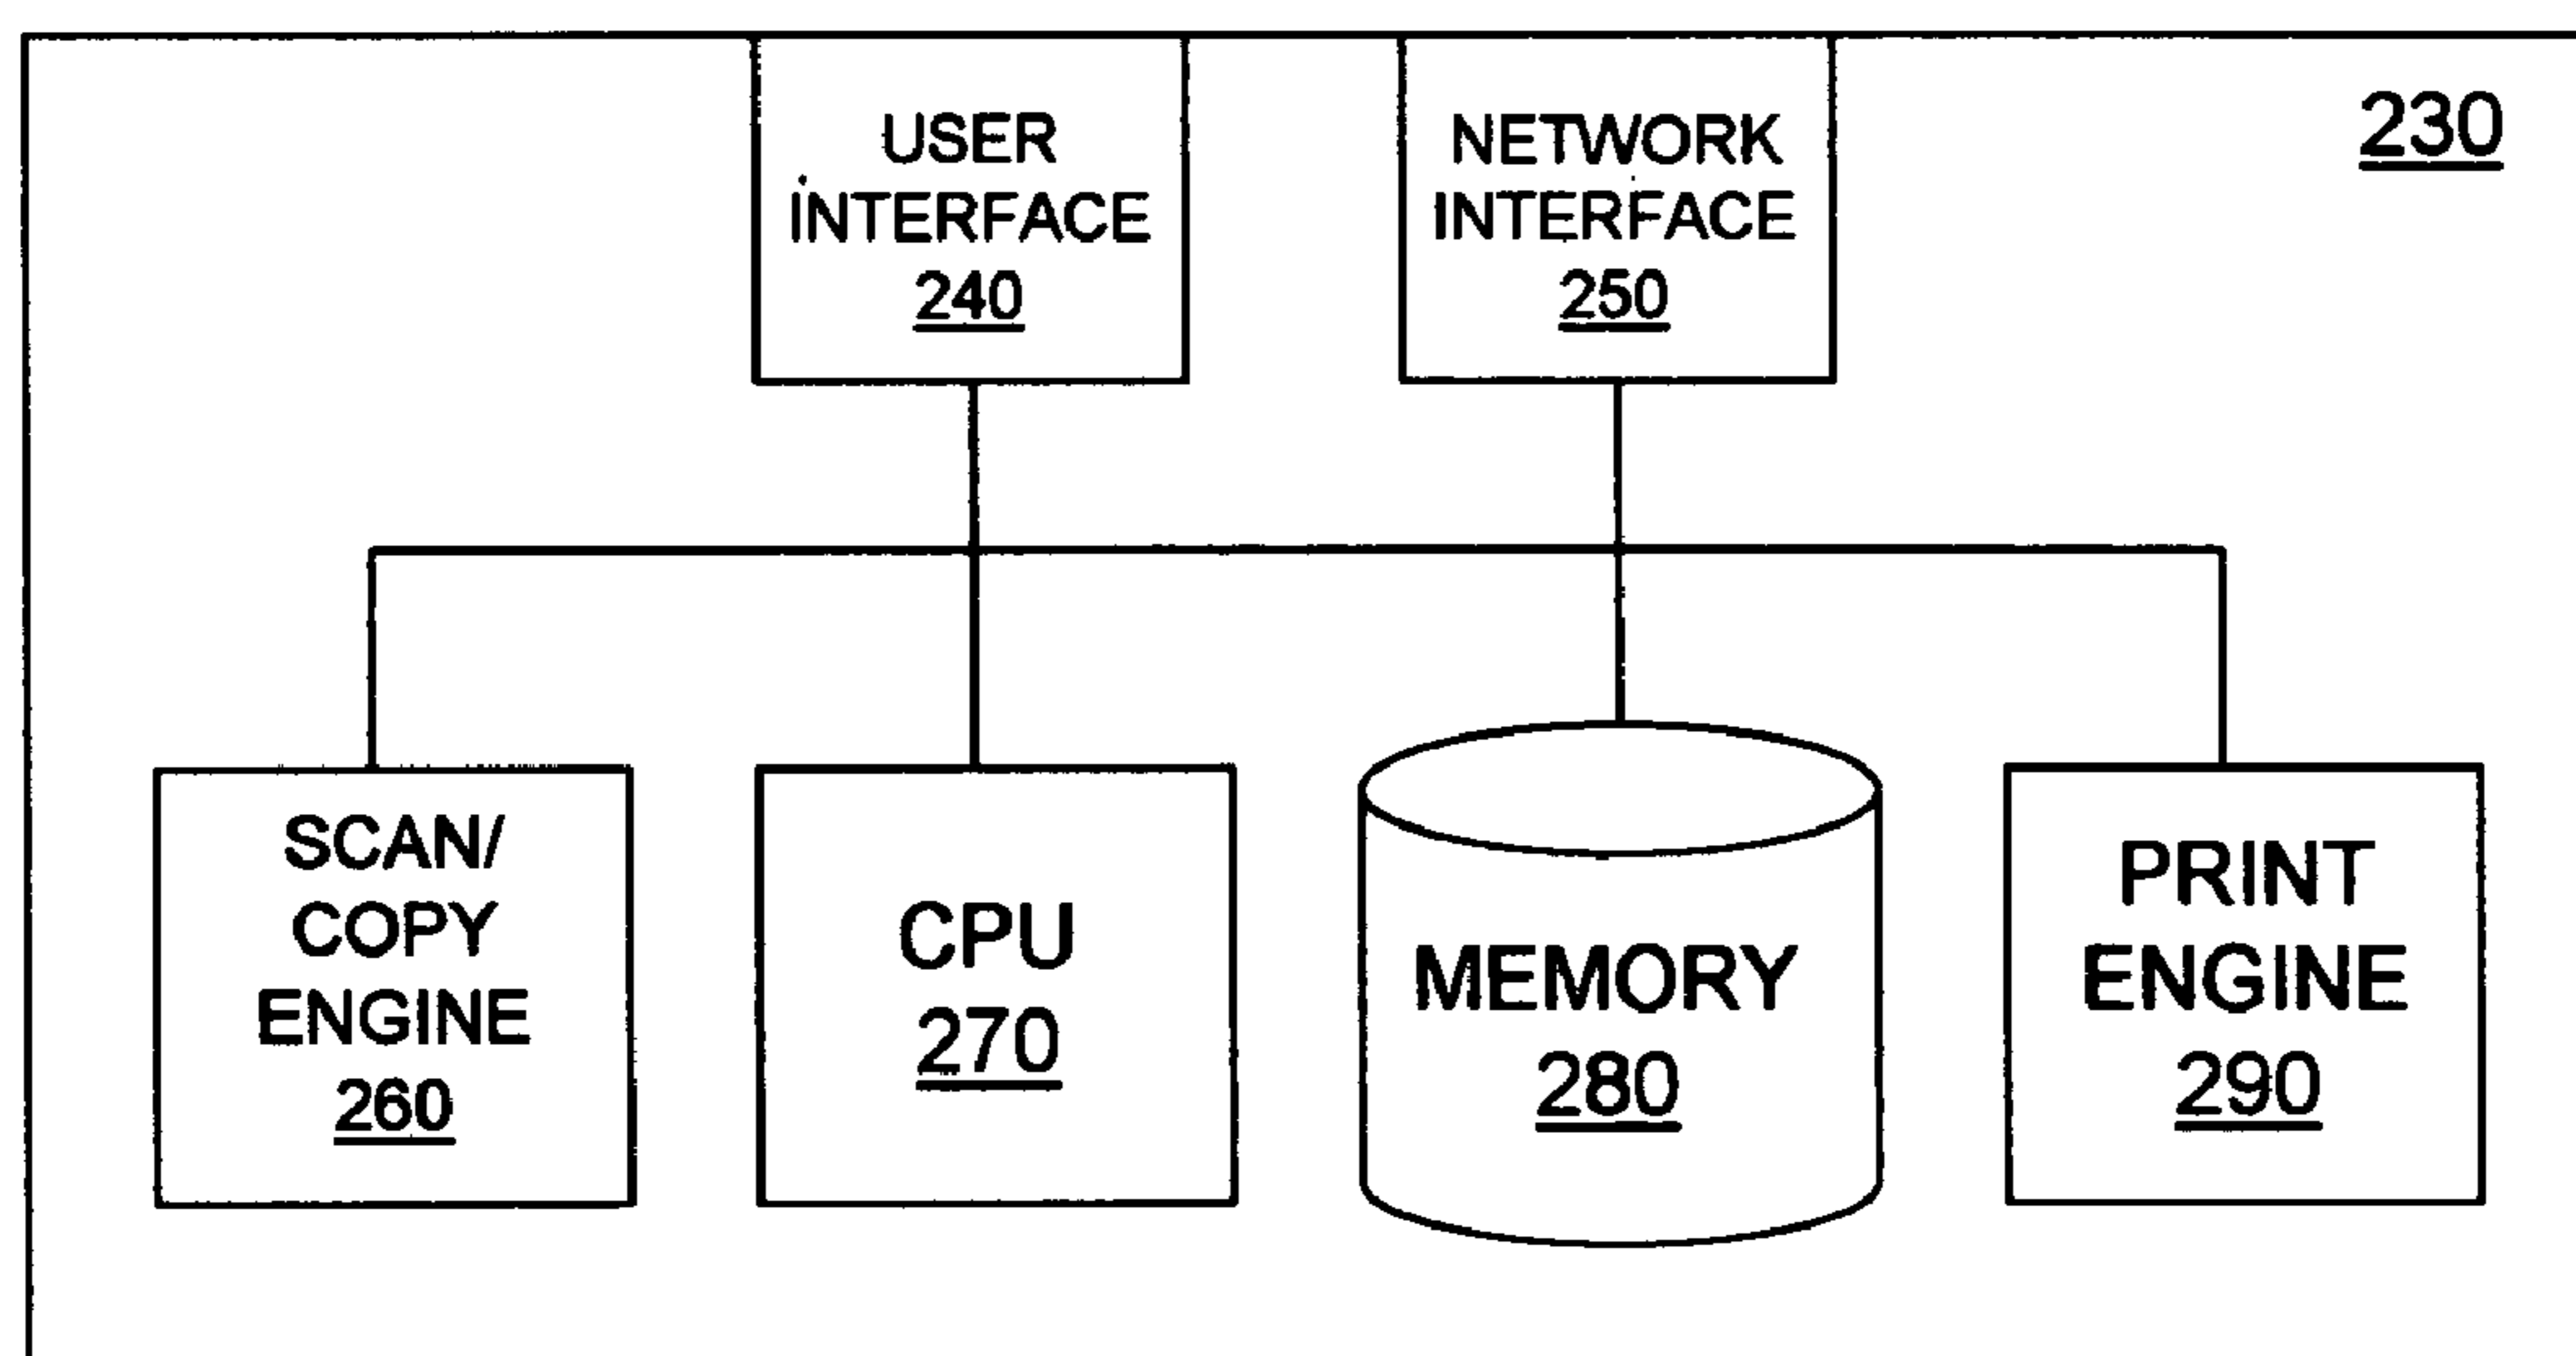 230
USER
INTERFACE
240
NETWORK
INTERFACE
250
SCAN/
COPY
ENGINE
260
CPU
270
MEMORY
280
PRINT
ENGINE
290